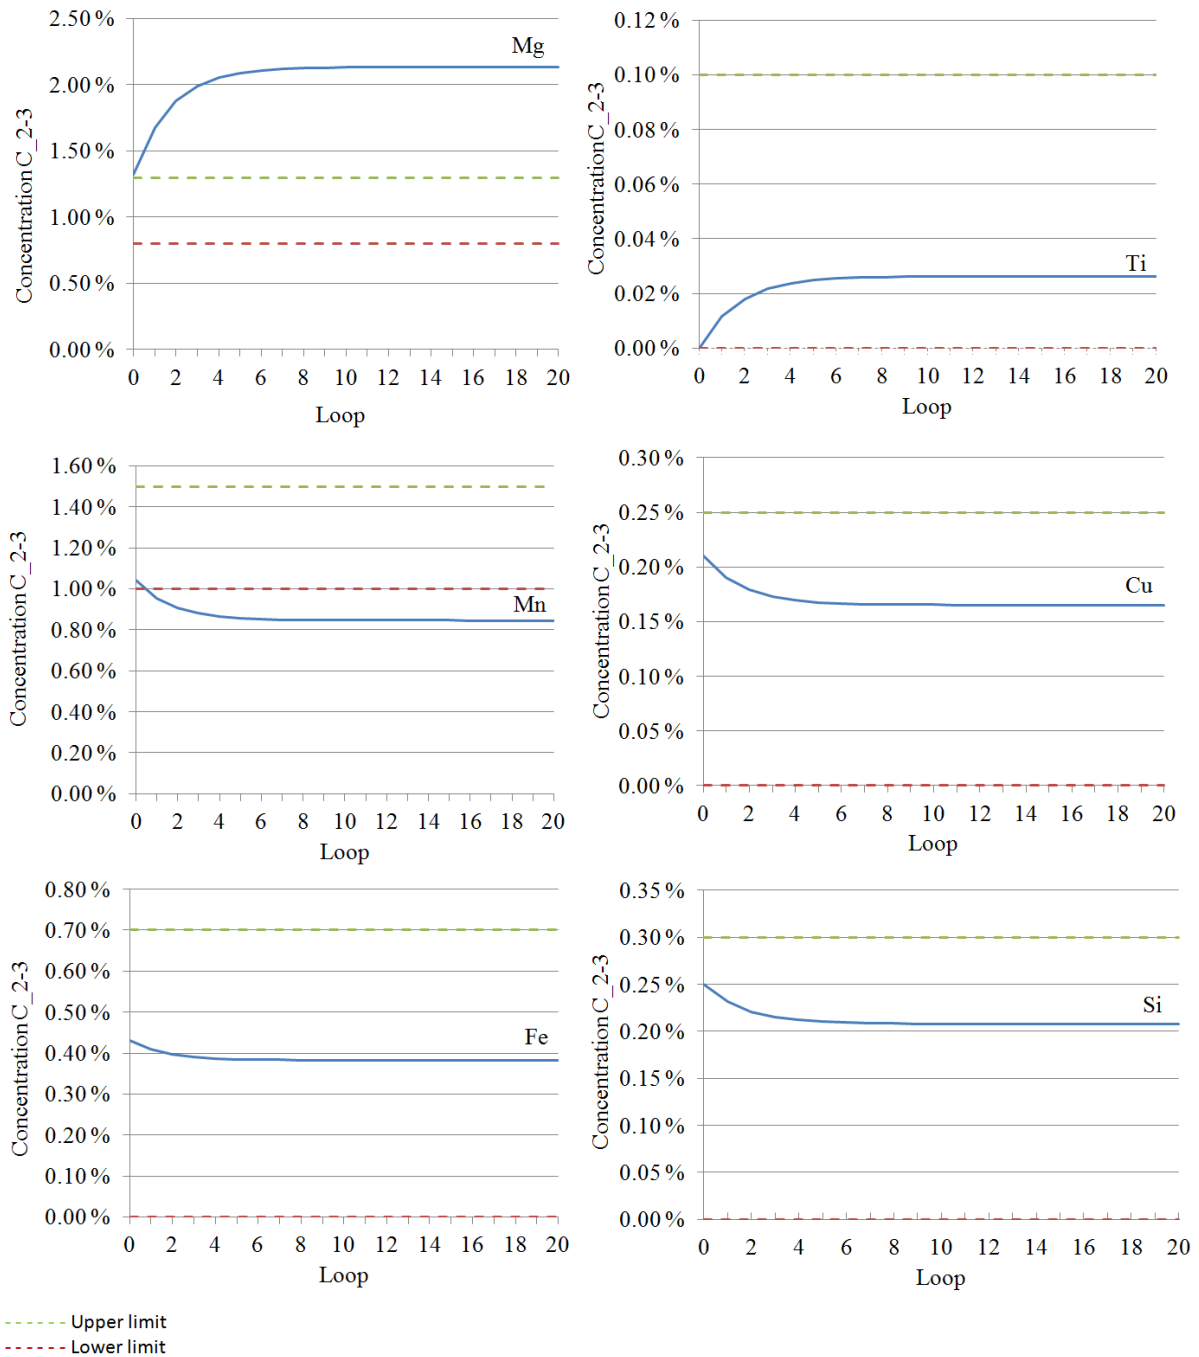 2.50 %
2.00 %
1.50 %
1.00 %
0.50 %
0.00 %
Concentration C_2-3
Mg
0 2 4 6 8 10 12 14 16 18 20
Loop
0.12 %
0.10 %
0.08 %
0.06 %
0.04 %
0.02 %
0.00 %
Concentration C_2-3
Ti
0 2 4 6 8 10 12 14 16 18 20
Loop
1.60 %
1.40 %
1.20 %
1.00 %
0.80 %
0.60 %
0.40 %
0.20 %
0.00 %
Concentration C_2-3
Mn
0 2 4 6 8 10 12 14 16 18 20
Loop
0.30 %
0.25 %
0.20 %
0.15 %
0.10 %
0.05 %
0.00 %
Concentration C_2-3
Cu
0 2 4 6 8 10 12 14 16 18 20
Loop
0.80 %
0.70 %
0.60 %
0.50 %
0.40 %
0.30 %
0.20 %
0.10 %
0.00 %
Concentration C_2-3
Fe
0 2 4 6 8 10 12 14 16 18 20
Loop
0.35 %
0.30 %
0.25 %
0.20 %
0.15 %
0.10 %
0.05 %
0.00 %
Concentration C_2-3
Si
0 2 4 6 8 10 12 14 16 18 20
Loop
Upper limit
Lower limit